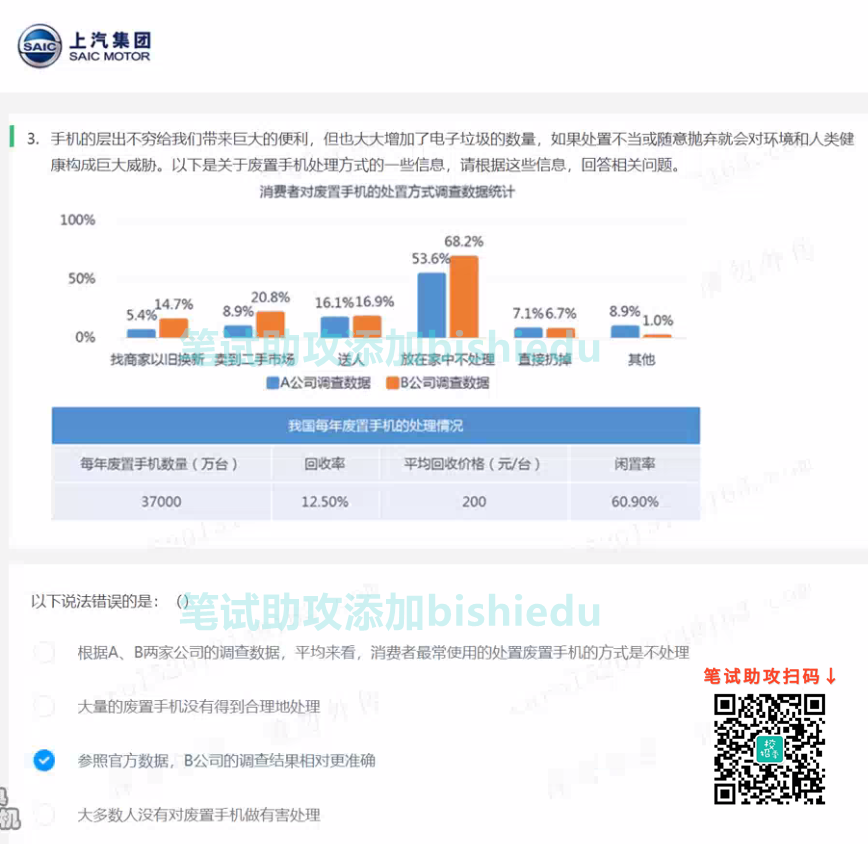 SAIC
上汽集团
SAIC MOTOR
3. 手机的层出不穷给我们带来巨大的便利，但也大大增加了电子垃圾的数量，如果处置不当或随意抛弃就会对环境和人类健
康构成巨大威胁。以下是关于废置手机处理方式的一些信息，请根据这些信息，回答相关问题。
消费者对废置手机的处置方式调查数据统计
100%
50%
0%
5.4% 14.7% 8.9% 20.8% 16.1% 16.9% 53.6% 68.2% 7.1% 6.7% 8.9% 1.0%
找商家以旧换新 卖到二手市场 送人 放在家中不处理 直接扔掉 其他
笔试助攻添加bishiedu
A公司调查数据 B公司调查数据
我国每年废置手机的处理情况
每年废置手机数量（万台） 回收率 平均回收价格（元/台） 闲置率
37000 12.50% 200 60.90%
以下说法错误的是：（）
笔试助攻添加bishiedu
根据A、B两家公司的调查数据，平均来看，消费者最常使用的处置废置手机的方式是不处理
笔试助攻扫码↓
大量的废置手机没有得到合理地处理
参照官方数据，B公司的调查结果相对更准确
大多数人没有对废置手机做有害处理
机